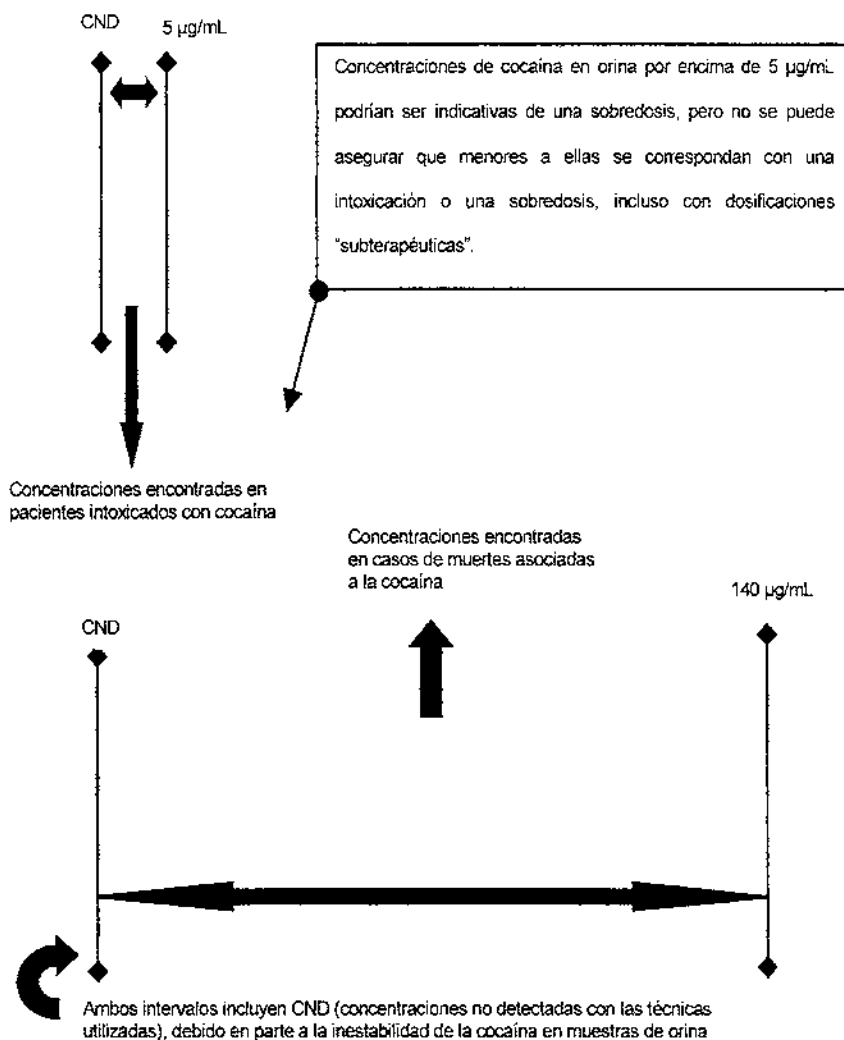 CND
5 µg/mL
Concentraciones de cocaína en orina por encima de 5 µg/mL
podrían ser indicativas de una sobredosis, pero no se puede
asegurar que menores a ellas se correspondan con una
intoxicación o una sobredosis, incluso con dosificaciones
"subterapéuticas".
Concentraciones encontradas en
pacientes intoxicados con cocaína
Concentraciones encontradas
en casos de muertes asociadas
a la cocaína
140 µg/mL
CND
Ambos intervalos incluyen CND (concentraciones no detectadas con las técnicas
utilizadas), debido en parte a la inestabilidad de la cocaína en muestras de orina